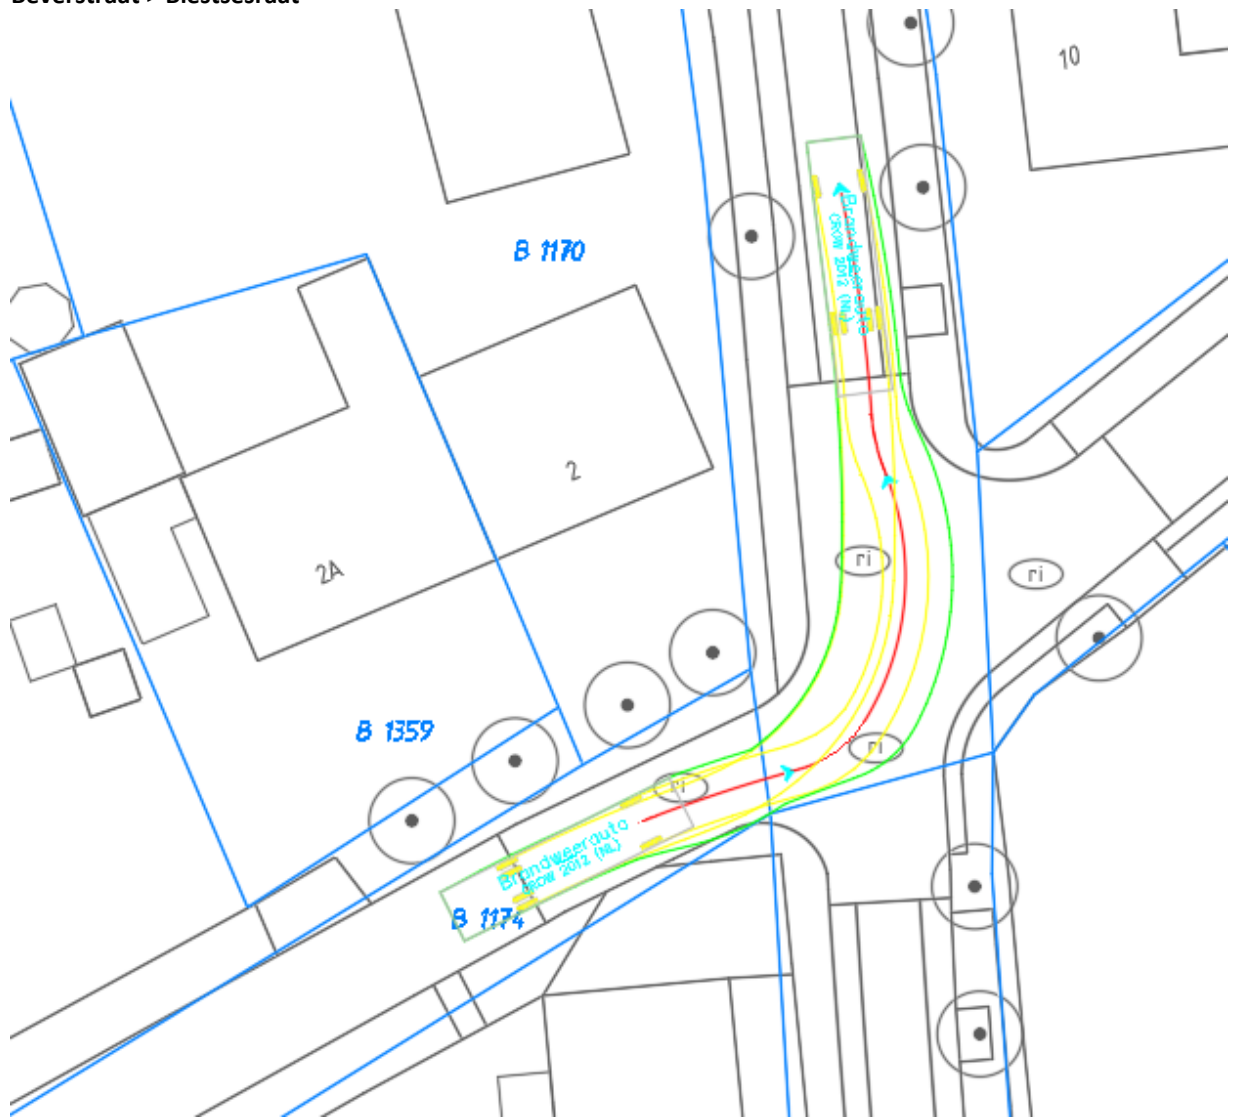 Beverstraat > Biestsesraat
10
B 1170
Brandweerauto
CROW 2012 (NL)
2
2A
ri
ri
B 1359
ri
ri
Brandweerauto
CROW 2012 (NL)
B 1174